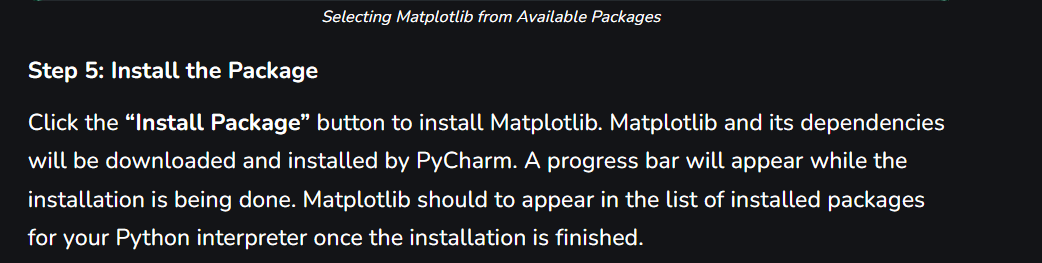 Selecting Matplotlib from Available Packages
Step 5: Install the Package
Click the “Install Package” button to install Matplotlib. Matplotlib and its dependencies
will be downloaded and installed by PyCharm. A progress bar will appear while the
installation is being done. Matplotlib should to appear in the list of installed packages
for your Python interpreter once the installation is finished.